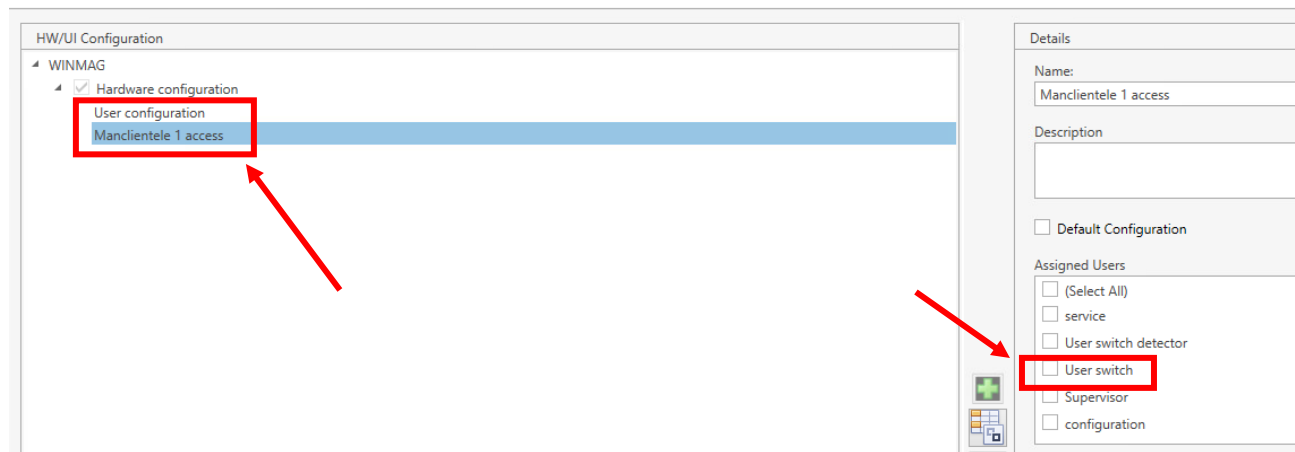 HW/UI Configuration
WINMAG
Hardware configuration
User configuration
Manclientele 1 access
Details
Name:
Manclientele 1 access
Description
Default Configuration
Assigned Users
(Select All)
service
User switch detector
User switch
Supervisor
configuration